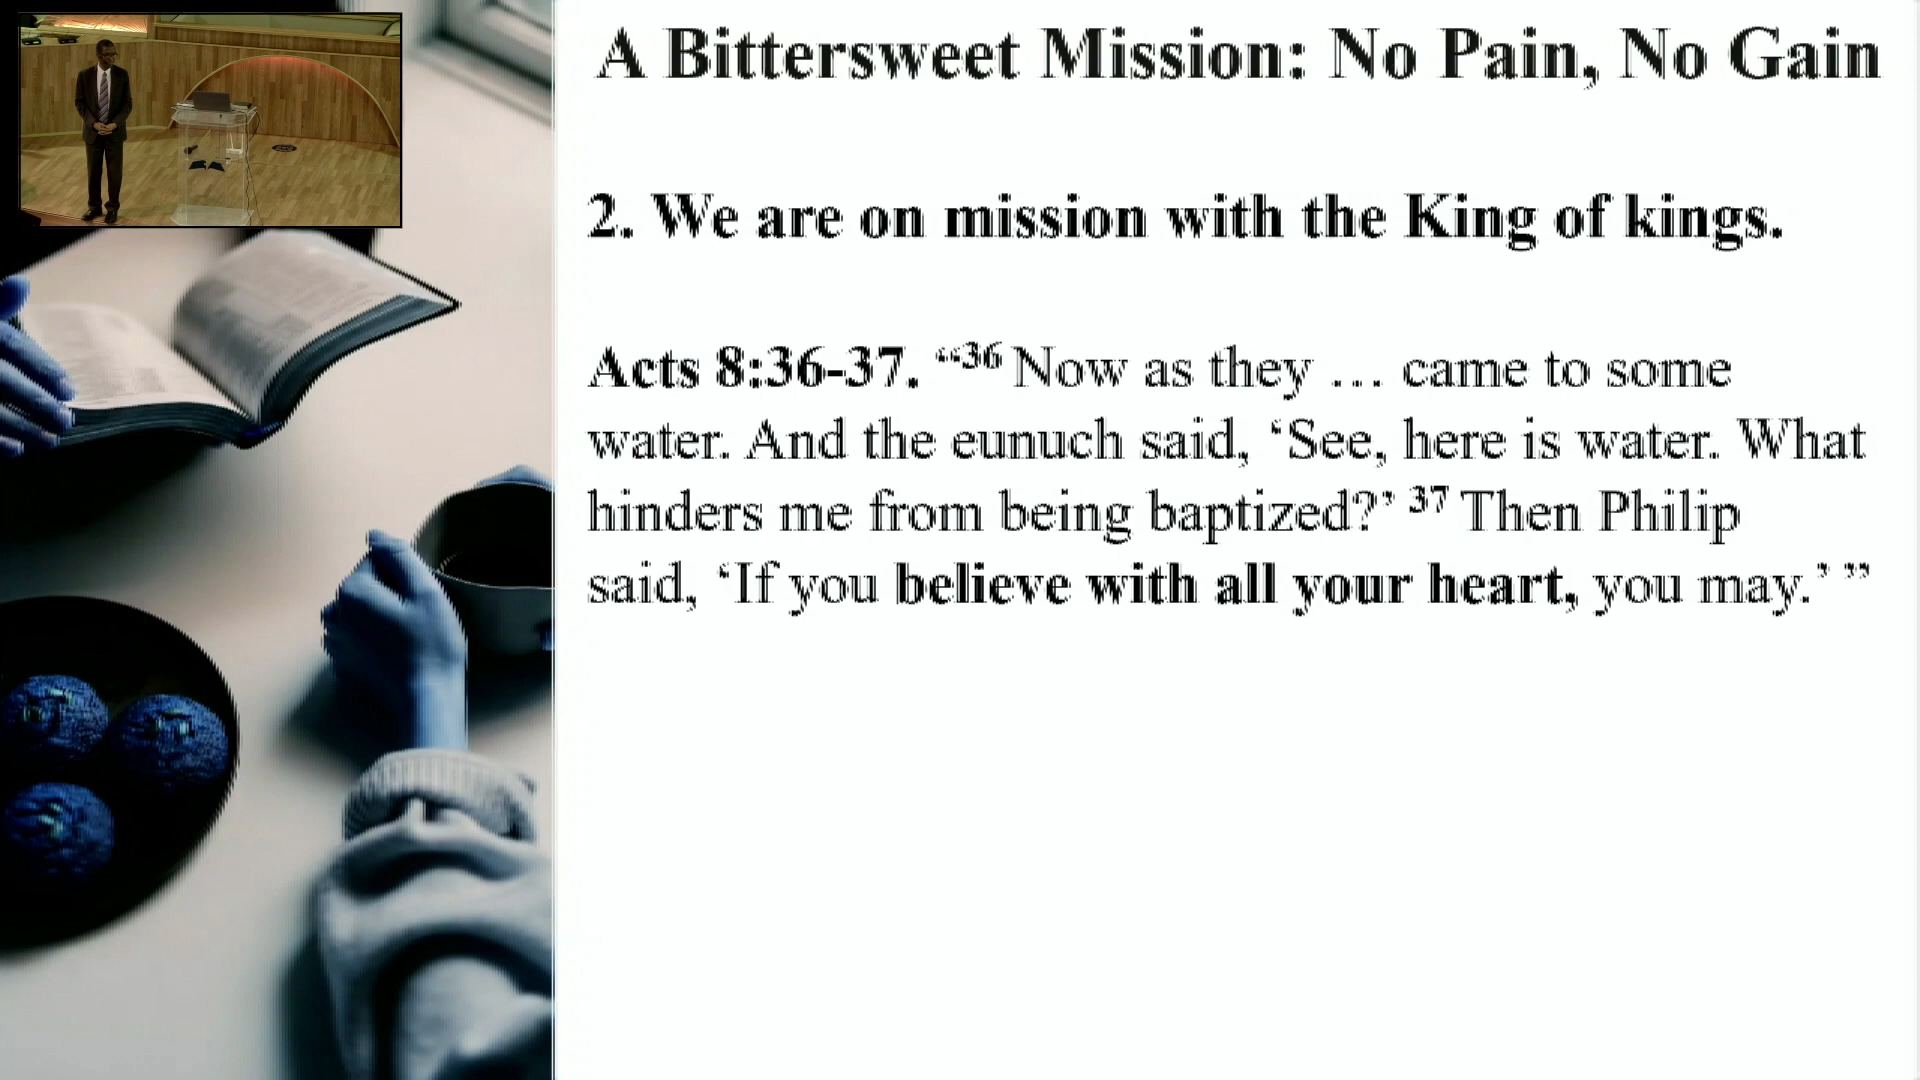 A Bittersweet Mission: No Pain, No Gain
2. We are on mission with the King of kings.
Acts 8:36-37. “36 Now as they … came to some
water. And the eunuch said, ‘See, here is water. What
hinders me from being baptized?’ 37 Then Philip
said, ‘If you believe with all your heart, you may.’ ”